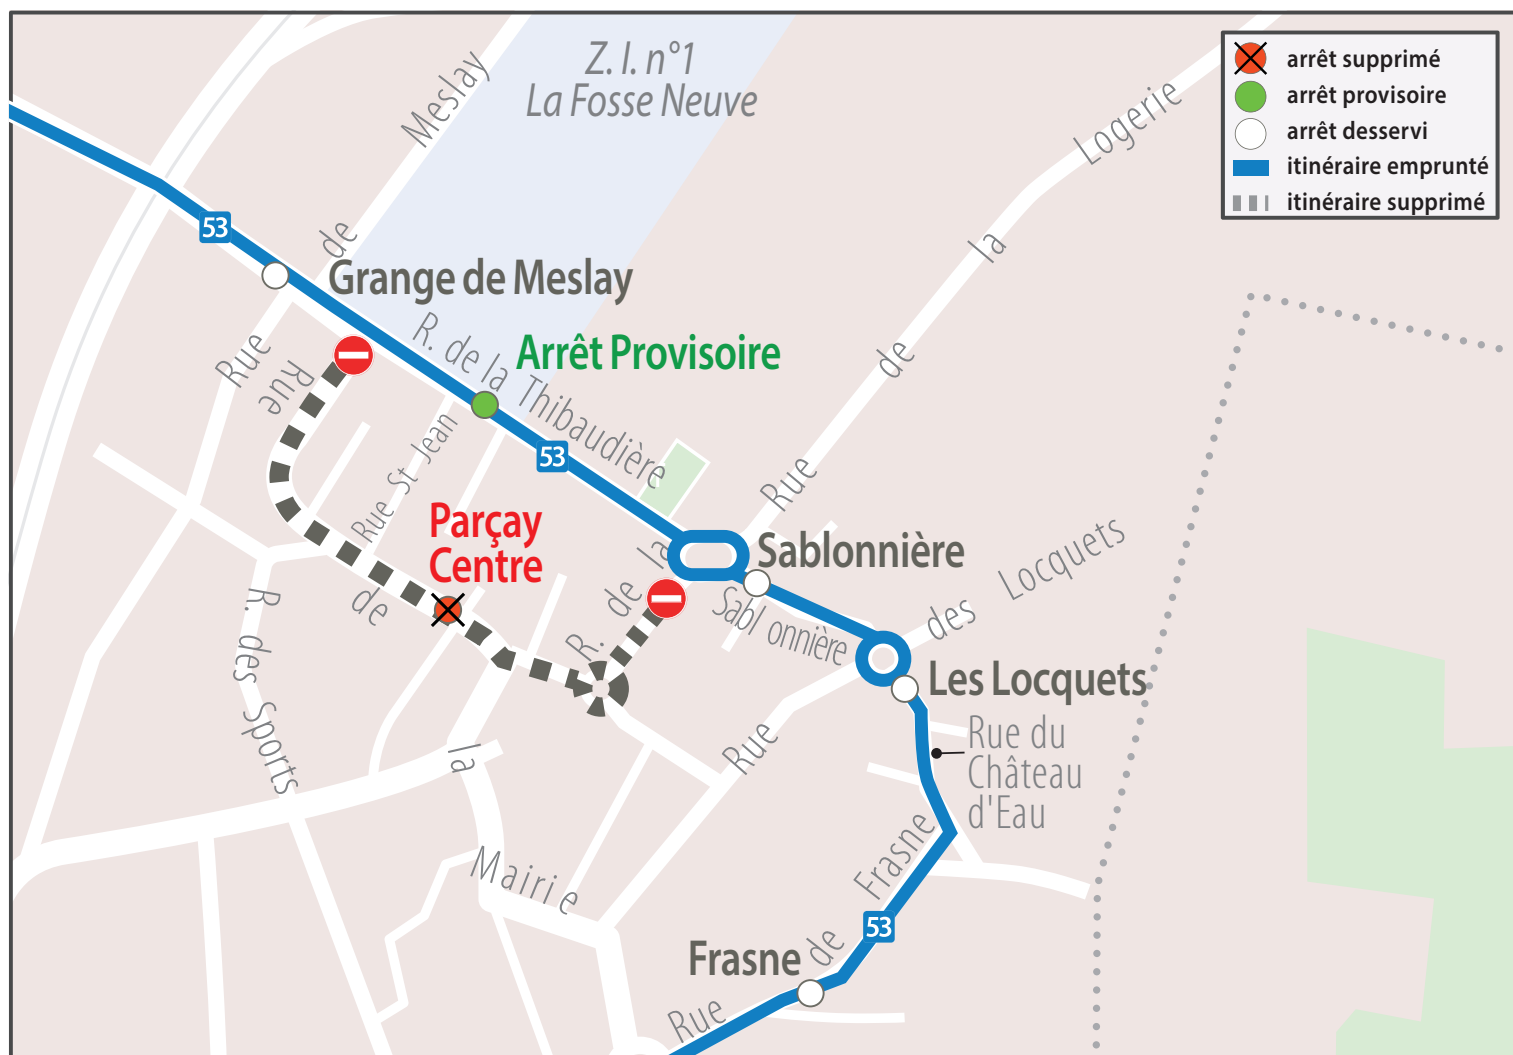 Z. I. n°1
La Fosse Neuve
arrêt supprimé
arrêt provisoire
arrêt desservi
itinéraire emprunté
itinéraire supprimé
Rue de Meslay
Rue de la Logerie
53
Grange de Meslay
R. de la Thibaudière
Arrêt Provisoire
53
Rue de la Mairie
Rue St Jean
Parçay
Centre
R. de la Sablonnière
Sablonnière
Rue des Locquets
Les Locquets
R. des Sports
Rue du
Château
d'Eau
53
Frasne
Rue de Frasne